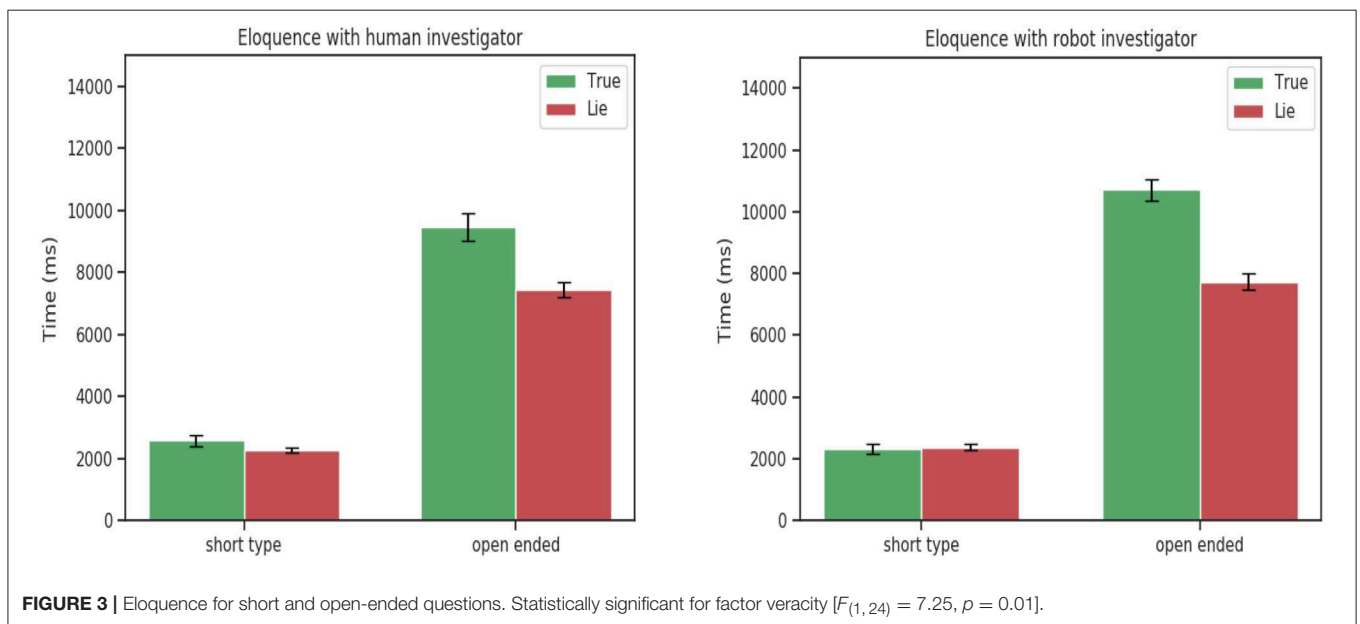 Eloquence with human investigator
True
Lie
14000
12000
10000
8000
6000
4000
2000
0
Time (ms)
short type
open ended
Eloquence with robot investigator
True
Lie
14000
12000
10000
8000
6000
4000
2000
0
Time (ms)
short type
open ended
FIGURE 3 | Eloquence for short and open-ended questions. Statistically significant for factor veracity [F(1, 24) = 7.25, p = 0.01].